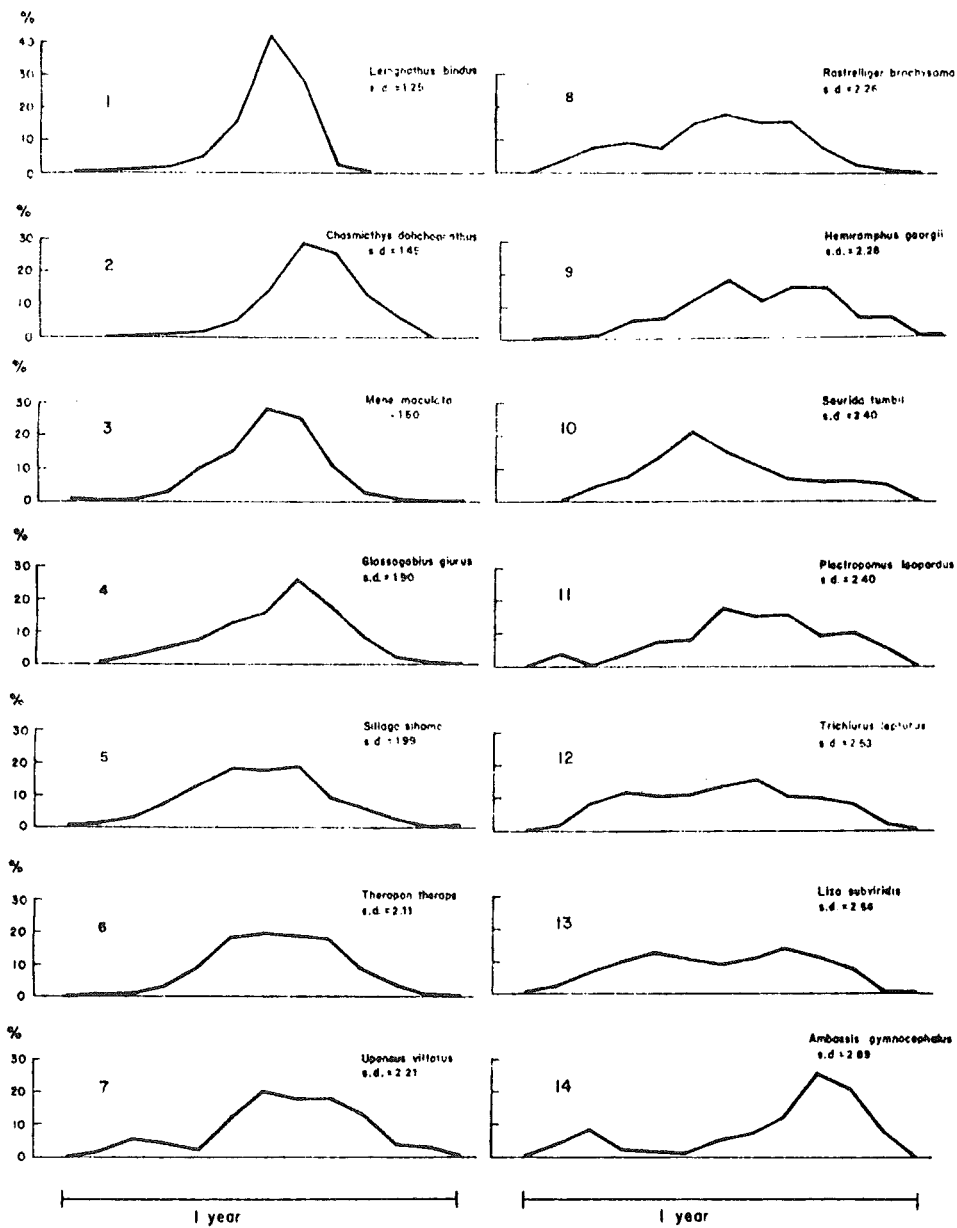 %
40
30
20
10
0
1
Leiognathus bindus
s.d. = 1.25
%
30
20
10
0
2
Chasmicthys
s.d. = 1.45
%
30
20
10
0
3
Mene maculata
1.60
%
30
20
10
0
4
Glossogobius giurus
s.d. = 1.90
%
30
20
10
0
5
Sillago
s.d. = 1.99
%
30
20
10
0
6
Therapon theraps
s.d. = 2.11
%
30
20
10
0
7
Upeneus vittatus
s.d. = 2.21
1 year
8
Rastrelliger brachysoma
s.d. = 2.26
9
Hemiramphus georgii
s.d. = 2.28
10
Saurida tumbil
s.d. = 2.40
11
Plectropomus leopardus
s.d. = 2.40
12
Trichiurus lepturus
s.d. = 2.53
13
Liza subviridis
s.d. =
14
Ambassis gymnocephalus
s.d. = 2.89
1 year